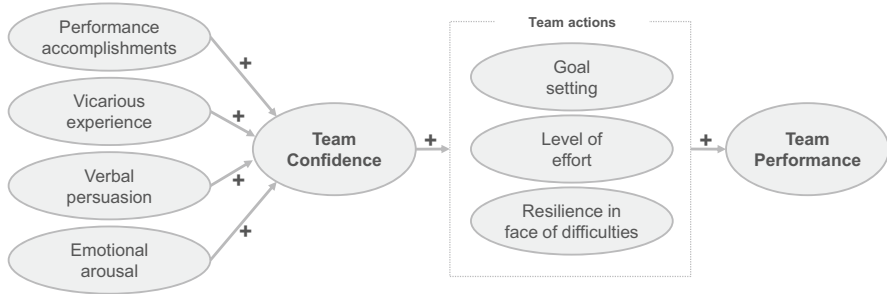 Performance
accomplishments
+
Vicarious
experience
+
Verbal
persuasion
+
Emotional
arousal
+
Team
Confidence
+
Team actions
Goal
setting
Level of
effort
Resilience in
face of difficulties
+
Team
Performance